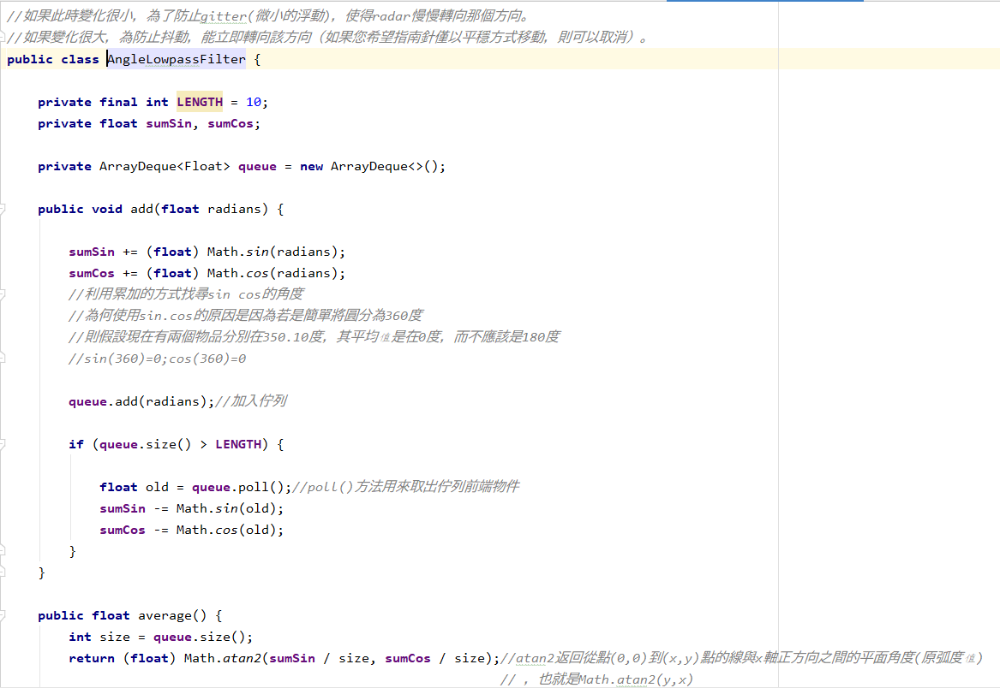 //如果此時變化很小，為了防止gitter(微小的浮動)，使得radar慢慢轉向那個方向。
//如果變化很大，為防止抖動，能立即轉向該方向（如果您希望指南針僅以平穩方式移動，則可以取消）。
public class AngleLowpassFilter {
private final int LENGTH = 10;
private float sumSin, sumCos;
private ArrayDeque<Float> queue = new ArrayDeque<>();
public void add(float radians) {
sumSin += (float) Math.sin(radians);
sumCos += (float) Math.cos(radians);
//利用累加的方式找尋sin cos的角度
//為何使用sin.cos的原因是因為若是簡單將圓分為360度
//則假設現在有兩個物品分別在350.10度，其平均值是在0度，而不應該是180度
//sin(360)=0;cos(360)=0
queue.add(radians);//加入佇列
if (queue.size() > LENGTH) {
float old = queue.poll();//poll()方法用來取出佇列前端物件
sumSin -= Math.sin(old);
sumCos -= Math.cos(old);
}
}
public float average() {
int size = queue.size();
return (float) Math.atan2(sumSin / size, sumCos / size);//atan2返回從點(0,0)到(x,y)點的線與x軸正方向之間的平面角度(原弧度值)
// ，也就是Math.atan2(y,x)